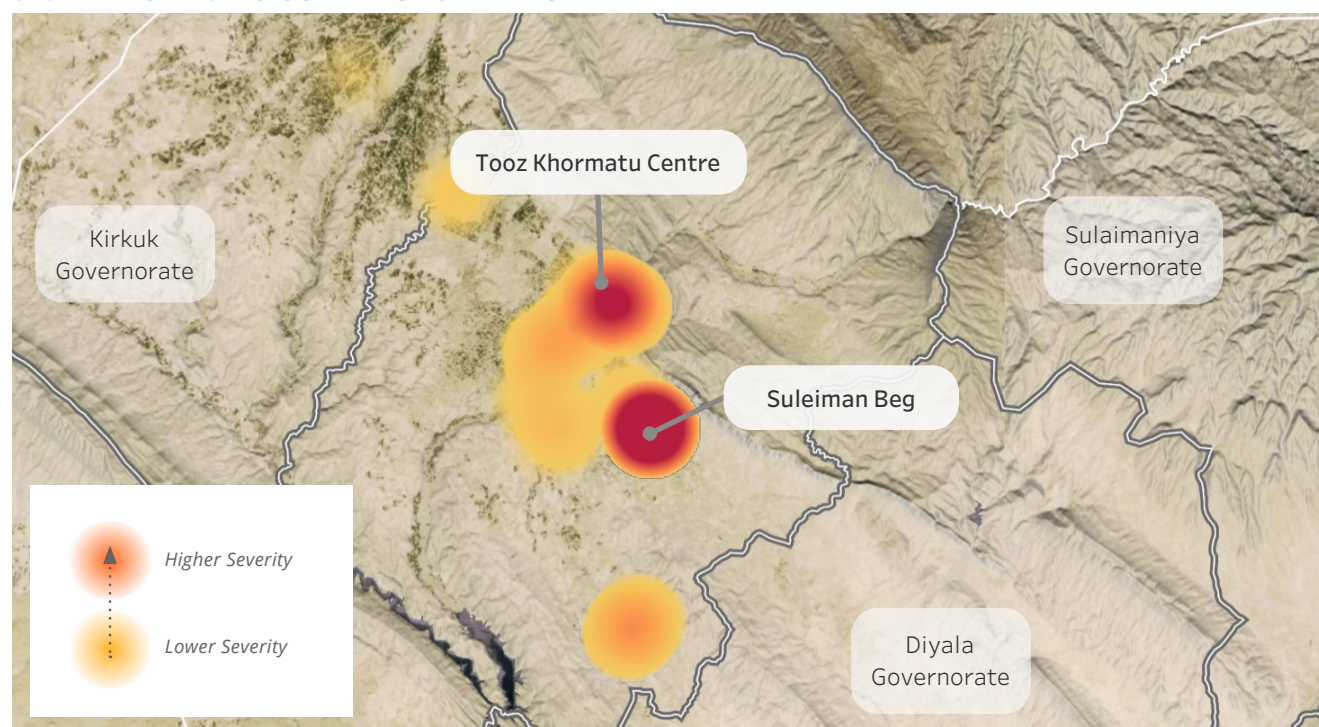 Tooz Khormatu Centre
Kirkuk
Governorate
Sulaimaniya
Governorate
Suleiman Beg
Higher Severity
Lower Severity
Diyala
Governorate